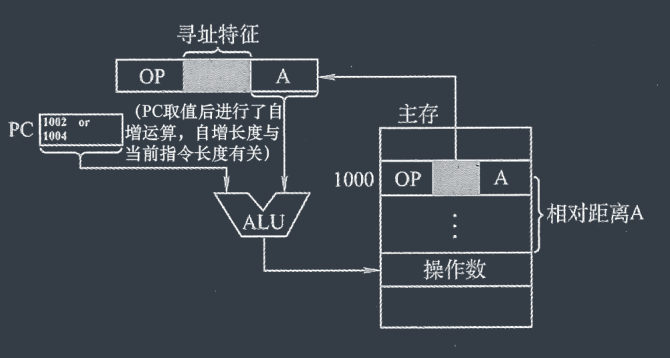 寻址特征
OP A
（PC取值后进行了自
PC 1002 or
1004
增运算，自增长度与
当前指令长度有关）
主存
1000 OP A
ALU
相对距离A
⋮
操作数